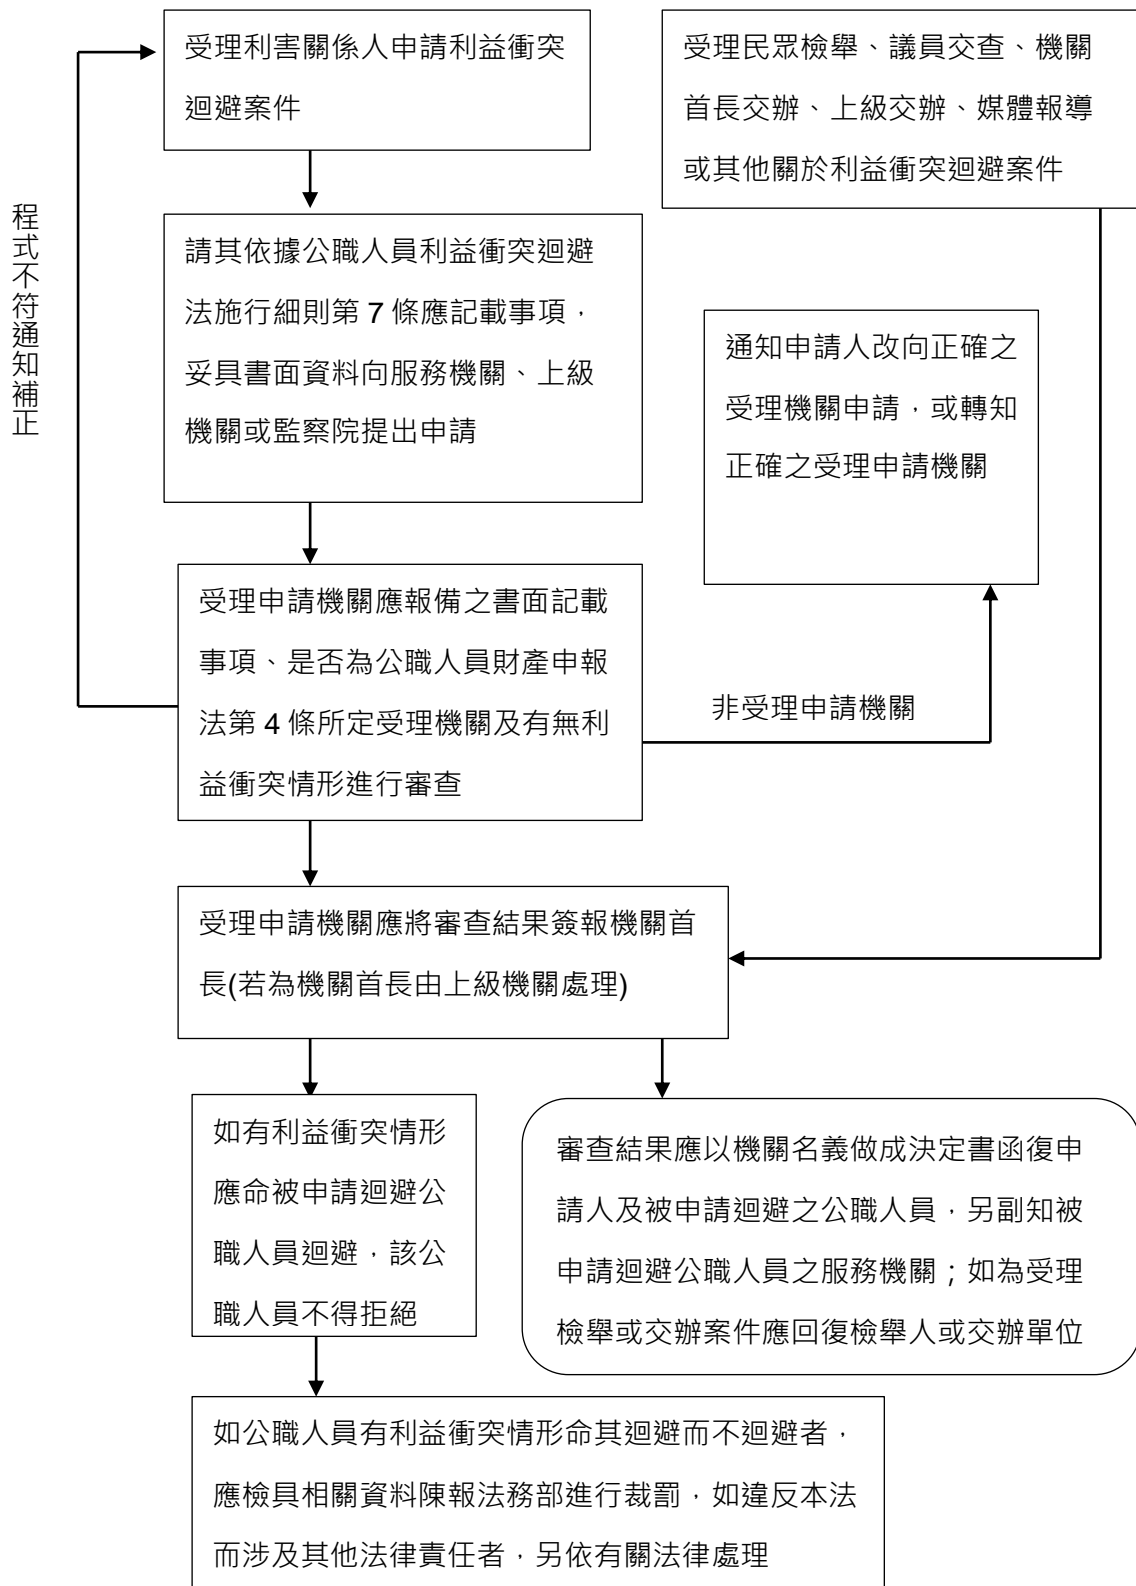 受理利害關係人申請利益衝突
迴避案件
受理民眾檢舉、議員交查、機關
首長交辦、上級交辦、媒體報導
或其他關於利益衝突迴避案件
程式不符通知補正
請其依據公職人員利益衝突迴避
法施行細則第 7 條應記載事項，
妥具書面資料向服務機關、上級
機關或監察院提出申請
通知申請人改向正確之
受理機關申請，或轉知
正確之受理申請機關
受理申請機關應報備之書面記載
事項、是否為公職人員財產申報
法第 4 條所定受理機關及有無利
益衝突情形進行審查
非受理申請機關
受理申請機關應將審查結果簽報機關首
長(若為機關首長由上級機關處理)
如有利益衝突情形
應命被申請迴避公
職人員迴避，該公
職人員不得拒絕
審查結果應以機關名義做成決定書函復申
請人及被申請迴避之公職人員，另副知被
申請迴避公職人員之服務機關；如為受理
檢舉或交辦案件應回復檢舉人或交辦單位
如公職人員有利益衝突情形命其迴避而不迴避者，
應檢具相關資料陳報法務部進行裁罰，如違反本法
而涉及其他法律責任者，另依有關法律處理